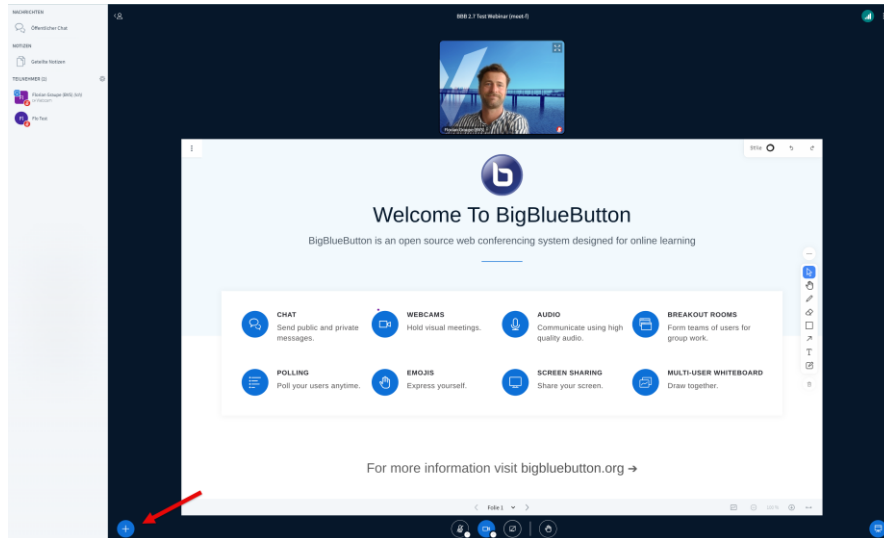 NACHRICHTEN
Öffentlicher Chat
NOTIZEN
Geteilte Notizen
TEILNEHMER (2)
Fl Test
BBB 2.7 Test Webinar (meet-1)
Welcome To BigBlueButton
BigBlueButton is an open source web conferencing system designed for online learning
CHAT
Send public and private
messages.
WEBCAMS
Hold visual meetings.
AUDIO
Communicate using high
quality audio.
BREAKOUT ROOMS
Form teams of users for
group work.
POLLING
Poll your users anytime.
EMOJIS
Express yourself.
SCREEN SHARING
Share your screen.
MULTI-USER WHITEBOARD
Draw together.
For more information visit bigbluebutton.org →
Folie 1
100%